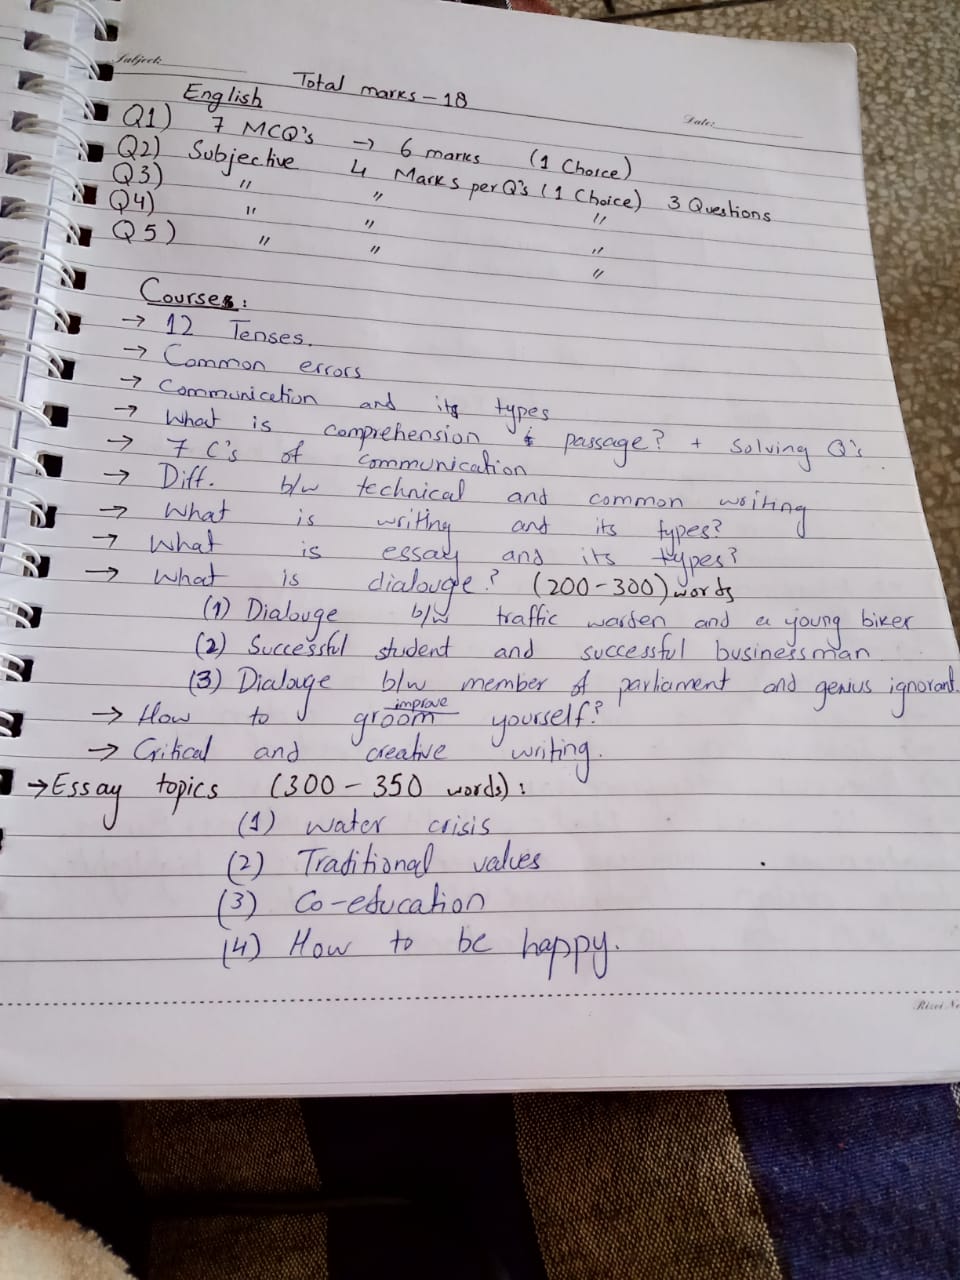 Subject:
Total marks - 18
Date:
English
Q1) 7 MCQ's → 6 marks (1 Choice)
Q2) Subjective 4 Marks per Q's (1 Choice) 3 Questions
Q3) " " "
Q4) " " "
Q5) " " "
Courses:
→ 12 Tenses.
→ Common errors
→ Communication and its types
→ What is comprehension passage? + Solving Q's
→ 7 C's of communication
→ Diff. b/w technical and common writing
→ What is writing and its types?
→ What is essay and its types?
→ What is dialouge? (200-300) words
(1) Dialouge b/w traffic warden and a young biker
(2) Successful student and successful businessman
(3) Dialouge b/w member of parliament and genius ignorant.
improve
→ How to groom yourself?
→ Critical and creative writing.
→ Essay topics (300 - 350 words):
(1) Water crisis
(2) Traditional values
(3) Co-education
(4) How to be happy.